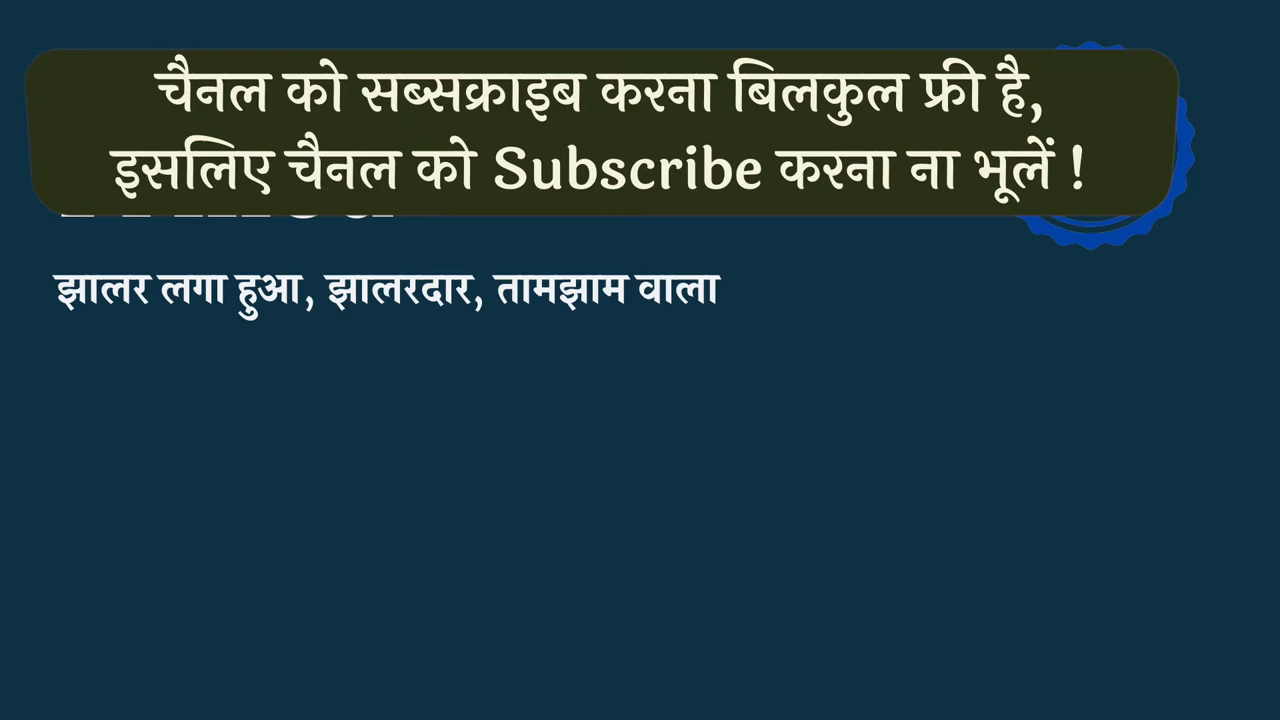 चैनल को सब्सक्राइब करना बिलकुल फ्री है,
इसलिए चैनल को Subscribe करना ना भूलें !
झालर लगा हुआ, झालरदार, तामझाम वाला